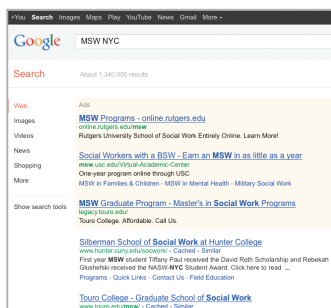 +You Search Images Maps Play YouTube News Gmail More
Google
MSW NYC
Search
About 1,340,000 results
Web
Images
Videos
News
Shopping
More
Show search tools
Ads
MSW Programs - online.rutgers.edu
online.rutgers.edu/msw
Rutgers University School of Social Work Entirely Online. Learn More!
Social Workers with a BSW - Earn an MSW in as little as a year
msw.usc.edu/Virtual-Academic-Center
One-year program online through USC
MSW in Families & Children - MSW in Mental Health - Military Social Work
MSW Graduate Program - Master's in Social Work Programs
legacy.touro.edu/
Touro College. Affordable. Call Us.
Silberman School of Social Work at Hunter College
www.hunter.cuny.edu/socwork/ - Cached - Similar
First year MSW student Tiffany Paul received the David Roth Scholarship and Rebekah
Glushefski received the NASW-NYC Student Award. Click here to read ...
Programs - Quick Links - Contact Us - Field Education
Touro College - Graduate School of Social Work
www.touro.edu/msw/ - Cached - Similar